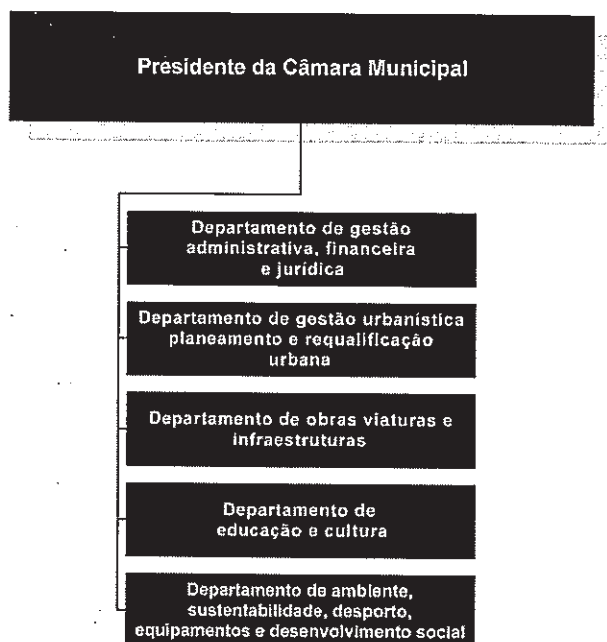 Presidente da Câmara Municipal
Departamento de gestão
administrativa, financeira
e jurídica
Departamento de gestão urbanística
planeamento e requalificação
urbana
Departamento de obras viaturas e
infraestruturas
Departamento de
educação e cultura
Departamento de ambiente,
sustentabilidade, desporto,
equipamentos e desenvolvimento social